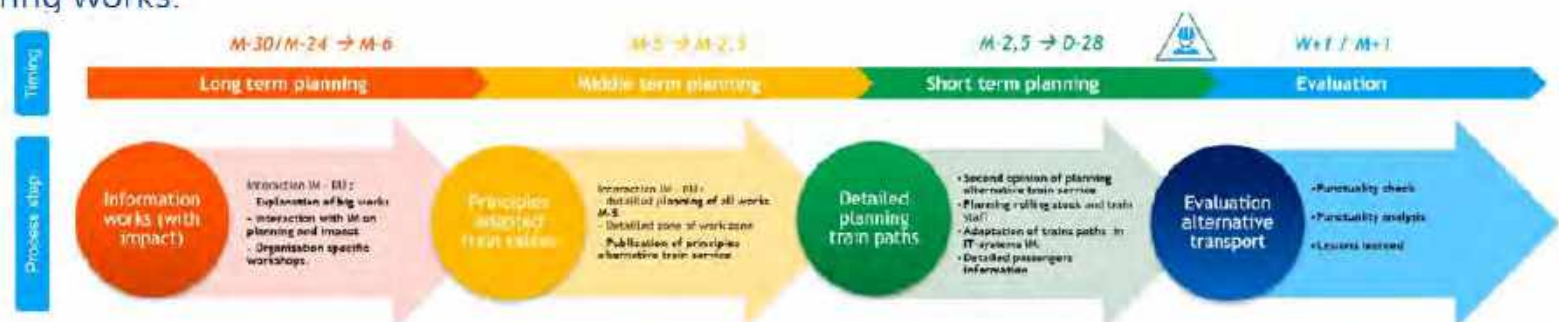 ring works.
Timing
M-30/M-24 → M-6
M-5 → M-2,5
M-2,5 → D-28
W+1 / M+1
Long term planning
Middle term planning
Short term planning
Evaluation
Process step
Information
works (with
impact)
Interaction IM - RU:
- Explanation of big works
- Interaction with IM on
planning and impact
- Organisation specific
workshops
Principles
adapted
train
Interaction IM - RU:
- detailed planning of all works
M-5
- Detailed zone of work zone
- Publication of principles
alternative train service
Detailed
planning
train paths
• Second opinion of planning
alternative train service
• Planning rolling stock and train
staff
• Adaptation of trains paths in
IT-systems IM
• Detailed passengers
information
Evaluation
alternative
transport
•Punctuality check
•Punctuality analysis
•Lessons learned